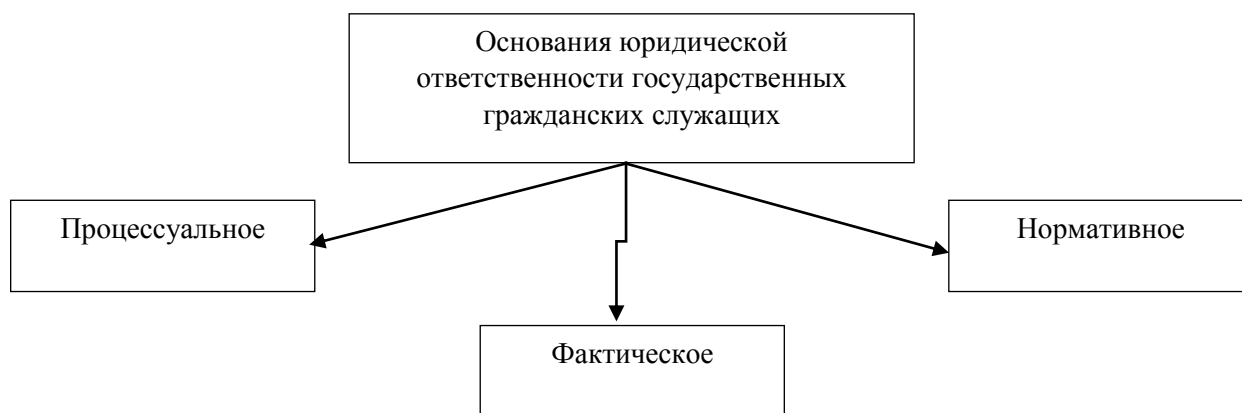 Основания юридической
ответственности государственных
гражданских служащих
Процессуальное
Нормативное
Фактическое